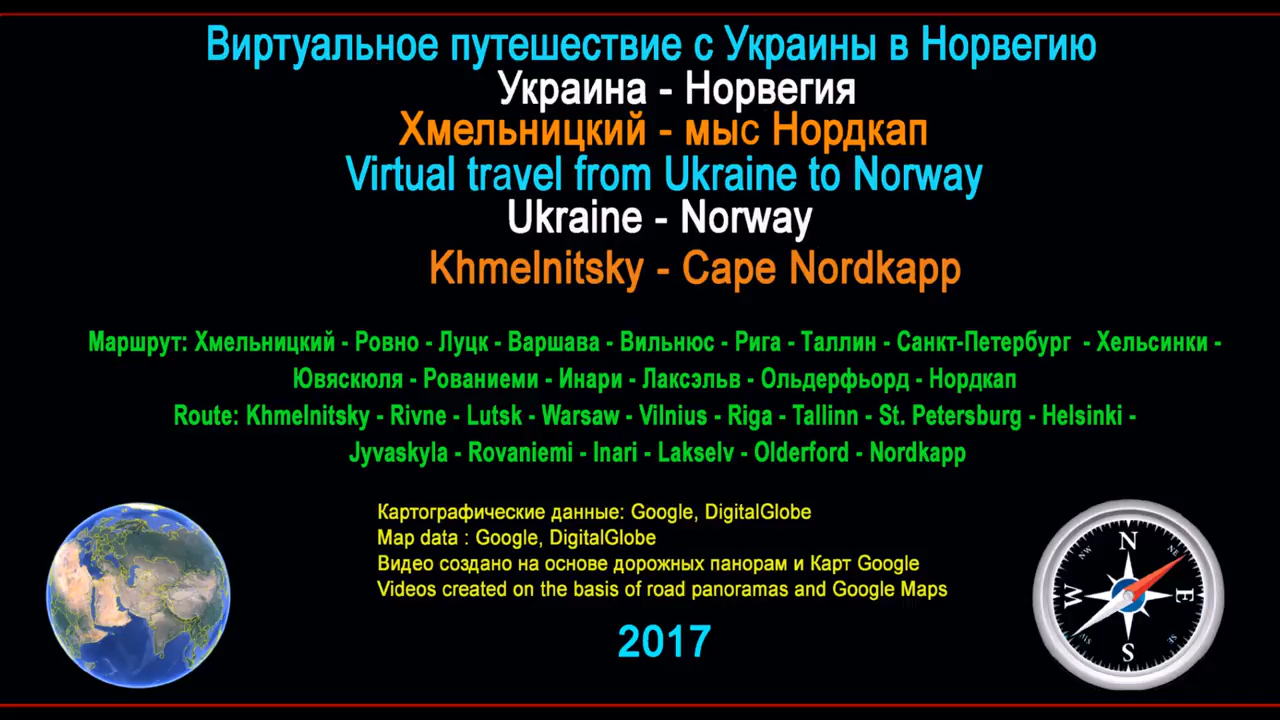 Виртуальное путешествие с Украины в Норвегию
Украина - Норвегия
Хмельницкий - мыс Нордкап
Virtual travel from Ukraine to Norway
Ukraine - Norway
Khmelnitsky - Cape Nordkapp
Маршрут: Хмельницкий - Ровно - Луцк - Варшава - Вильнюс - Рига - Таллин - Санкт-Петербург - Хельсинки -
Ювяскюля - Рованиеми - Инари - Лаксэльв - Ольдерфьорд - Нордкап
Route: Khmelnitsky - Rivne - Lutsk - Warsaw - Vilnius - Riga - Tallinn - St. Petersburg - Helsinki -
Jyvaskyla - Rovaniemi - Inari - Lakselv - Olderford - Nordkapp
Картографические данные: Google, DigitalGlobe
Map data : Google, DigitalGlobe
Видео создано на основе дорожных панорам и Карт Google
Videos created on the basis of road panoramas and Google Maps
2017
N
NW
NE
W
E
SW
SE
S